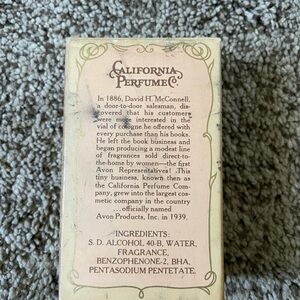 CALIFORNIA
PERFUME Co.
In 1886, David H. McConnell,
a door-to-door salesman, dis-
covered that his customers
were more interested in the
vial of cologne he offered with
every purchase than his books.
He left the book business and
began producing a modest line
of fragrances sold direct-to-
the-home by women—the first
Avon Representatives! This
tiny business, known then as
the California Perfume Com-
pany, grew into the largest cos-
metic company in the country
...officially named
Avon Products, Inc. in 1939.
INGREDIENTS:
S. D. ALCOHOL 40-B, WATER,
FRAGRANCE,
BENZOPHENONE-2, BHA,
PENTASODIUM PENTETATE.